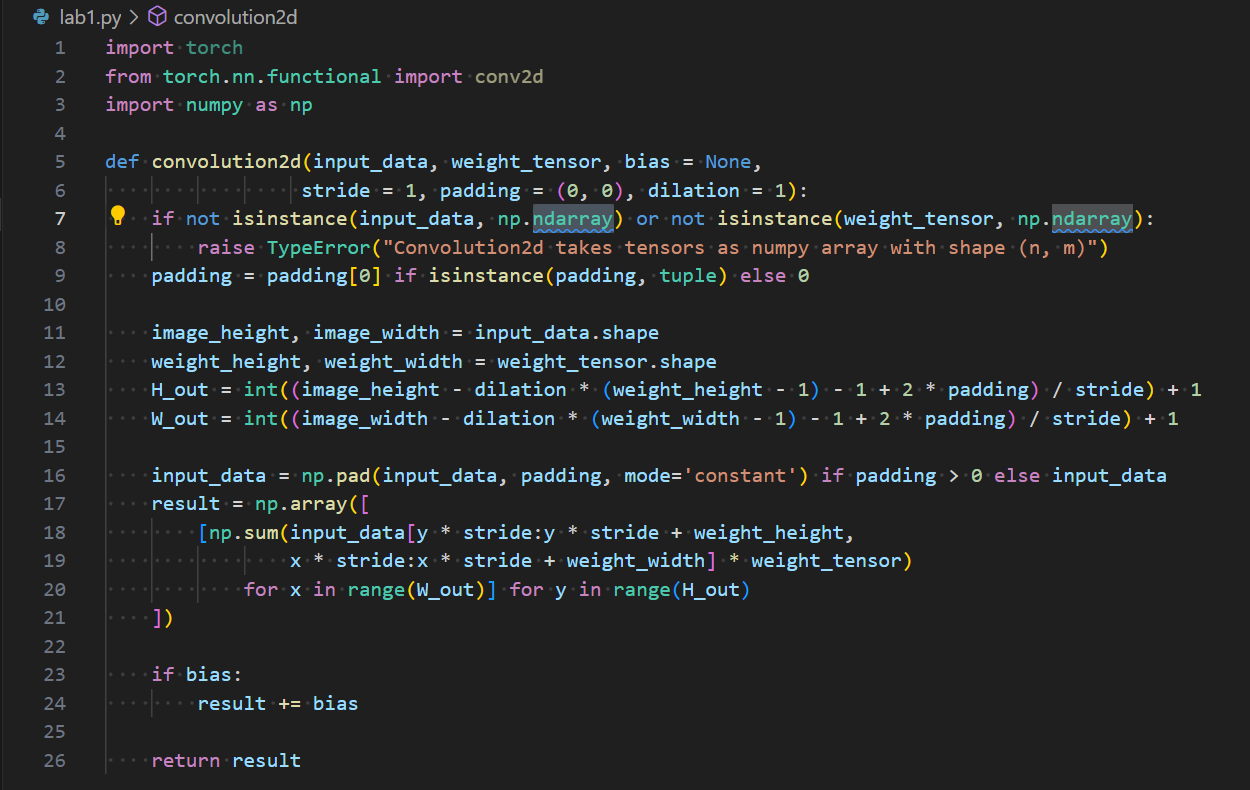 lab1.py > convolution2d
1 import torch
2 from torch.nn.functional import conv2d
3 import numpy as np
4
5 def convolution2d(input_data, weight_tensor, bias = None,
6                  stride = 1, padding = (0, 0), dilation = 1):
7     if not isinstance(input_data, np.ndarray) or not isinstance(weight_tensor, np.ndarray):
8         raise TypeError("Convolution2d takes tensors as numpy array with shape (n, m)")
9     padding = padding[0] if isinstance(padding, tuple) else 0
10
11     image_height, image_width = input_data.shape
12     weight_height, weight_width = weight_tensor.shape
13     H_out = int((image_height - dilation * (weight_height - 1) - 1 + 2 * padding) / stride) + 1
14     W_out = int((image_width - dilation * (weight_width - 1) - 1 + 2 * padding) / stride) + 1
15
16     input_data = np.pad(input_data, padding, mode='constant') if padding > 0 else input_data
17     result = np.array([
18         [np.sum(input_data[y * stride:y * stride + weight_height,
19                 x * stride:x * stride + weight_width] * weight_tensor)
20             for x in range(W_out)] for y in range(H_out)
21     ])
22
23     if bias:
24         result += bias
25
26     return result